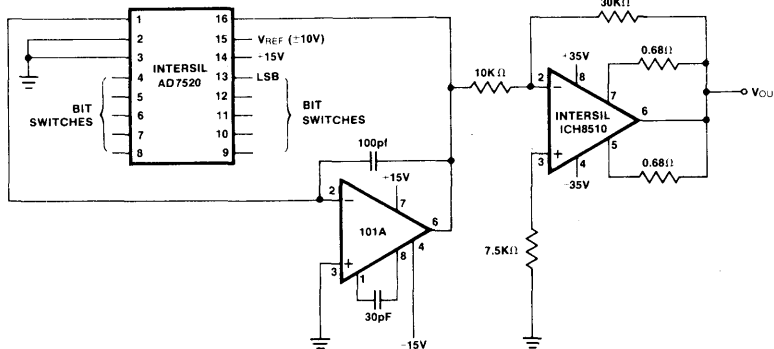 1
2
3
4
5
6
7
8
INTERSIL
AD7520
16
15
14
13
12
11
10
9
VREF (±10V)
+15V
LSB
BIT
SWITCHES
BIT
SWITCHES
100pf
2
−
+15V
7
101A
6
4
8
3
+
1
30pF
−15V
10KΩ
30KΩ
+35V
8
0.68Ω
2
−
7
INTERSIL
ICH8510
6
VOU
3
+
5
4
−35V
0.68Ω
7.5KΩ